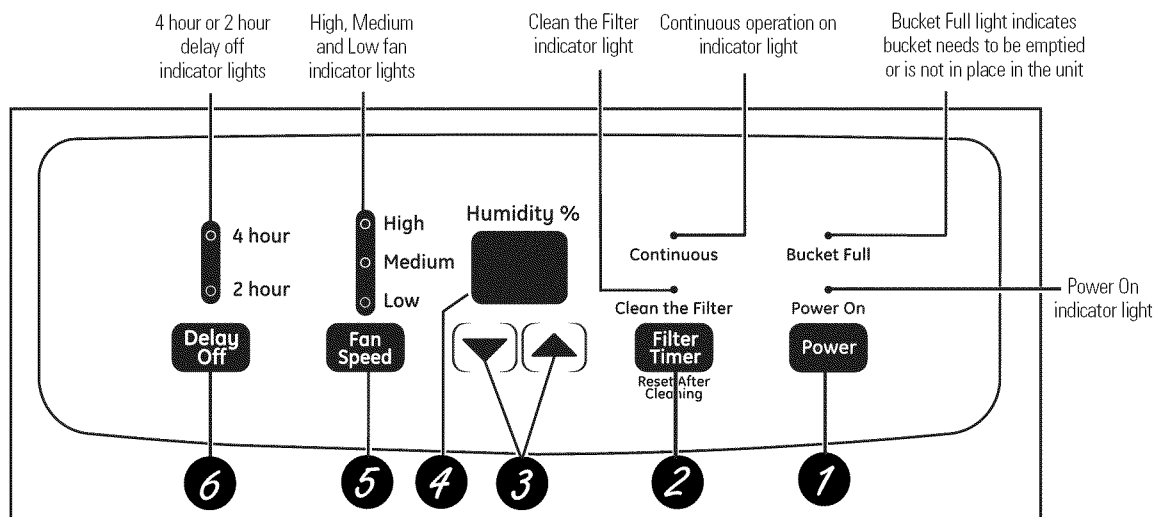 4 hour or 2 hour
delay off
indicator lights
High, Medium
and Low fan
indicator lights
Clean the Filter
indicator light
Continuous operation on
indicator light
Bucket Full light indicates
bucket needs to be emptied
or is not in place in the unit
4 hour
2 hour
High
Medium
Low
Humidity %
Continuous
Bucket Full
Clean the Filter
Power On
Power On
indicator light
Delay
Off
Fan
Speed
Filter
Timer
Reset After
Cleaning
Power
6
5
4
3
2
1